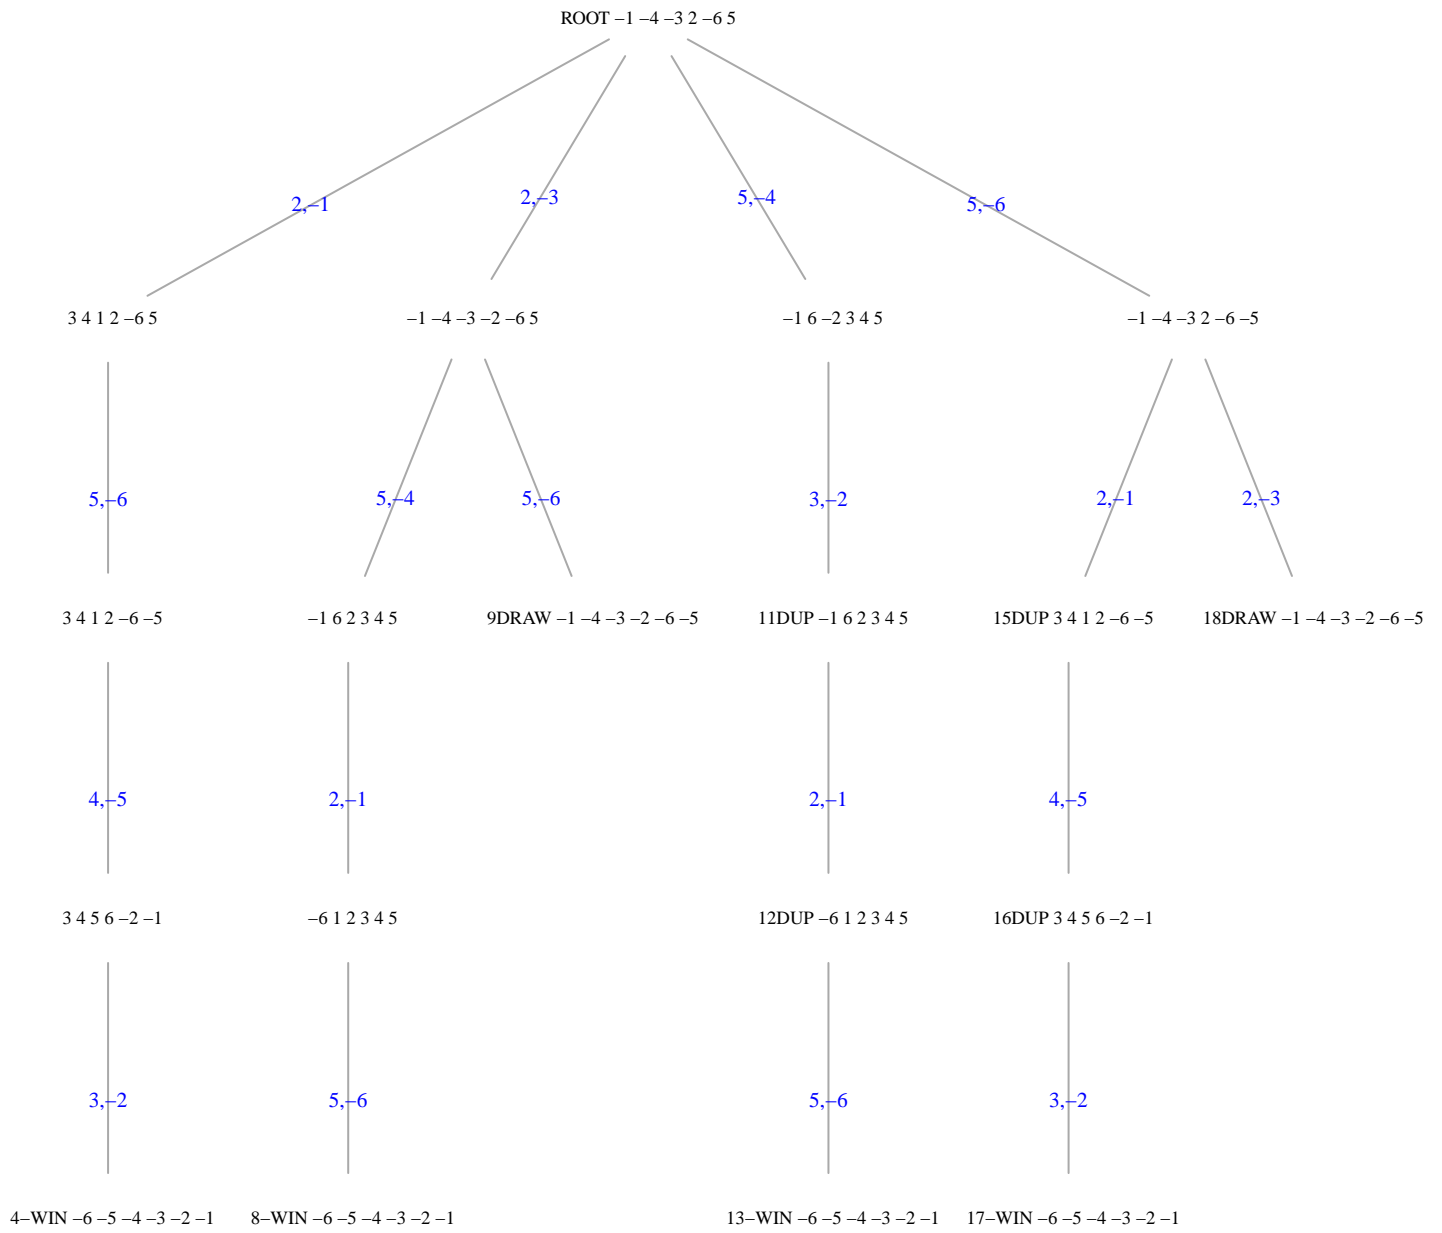 ROOT –1 –4 –3 2 –6 5
2,–1
2,–3
5,–4
5,–6
3 4 1 2 –6 5
–1 –4 –3 –2 –6 5
–1 6 –2 3 4 5
–1 –4 –3 2 –6 –5
5,–6
5,–4
5,–6
3,–2
2,–1
2,–3
3 4 1 2 –6 –5
–1 6 2 3 4 5
9DRAW –1 –4 –3 –2 –6 –5
11DUP –1 6 2 3 4 5
15DUP 3 4 1 2 –6 –5
18DRAW –1 –4 –3 –2 –6 –5
4,–5
2,–1
2,–1
4,–5
3 4 5 6 –2 –1
–6 1 2 3 4 5
12DUP –6 1 2 3 4 5
16DUP 3 4 5 6 –2 –1
3,–2
5,–6
5,–6
3,–2
4–WIN –6 –5 –4 –3 –2 –1
8–WIN –6 –5 –4 –3 –2 –1
13–WIN –6 –5 –4 –3 –2 –1
17–WIN –6 –5 –4 –3 –2 –1